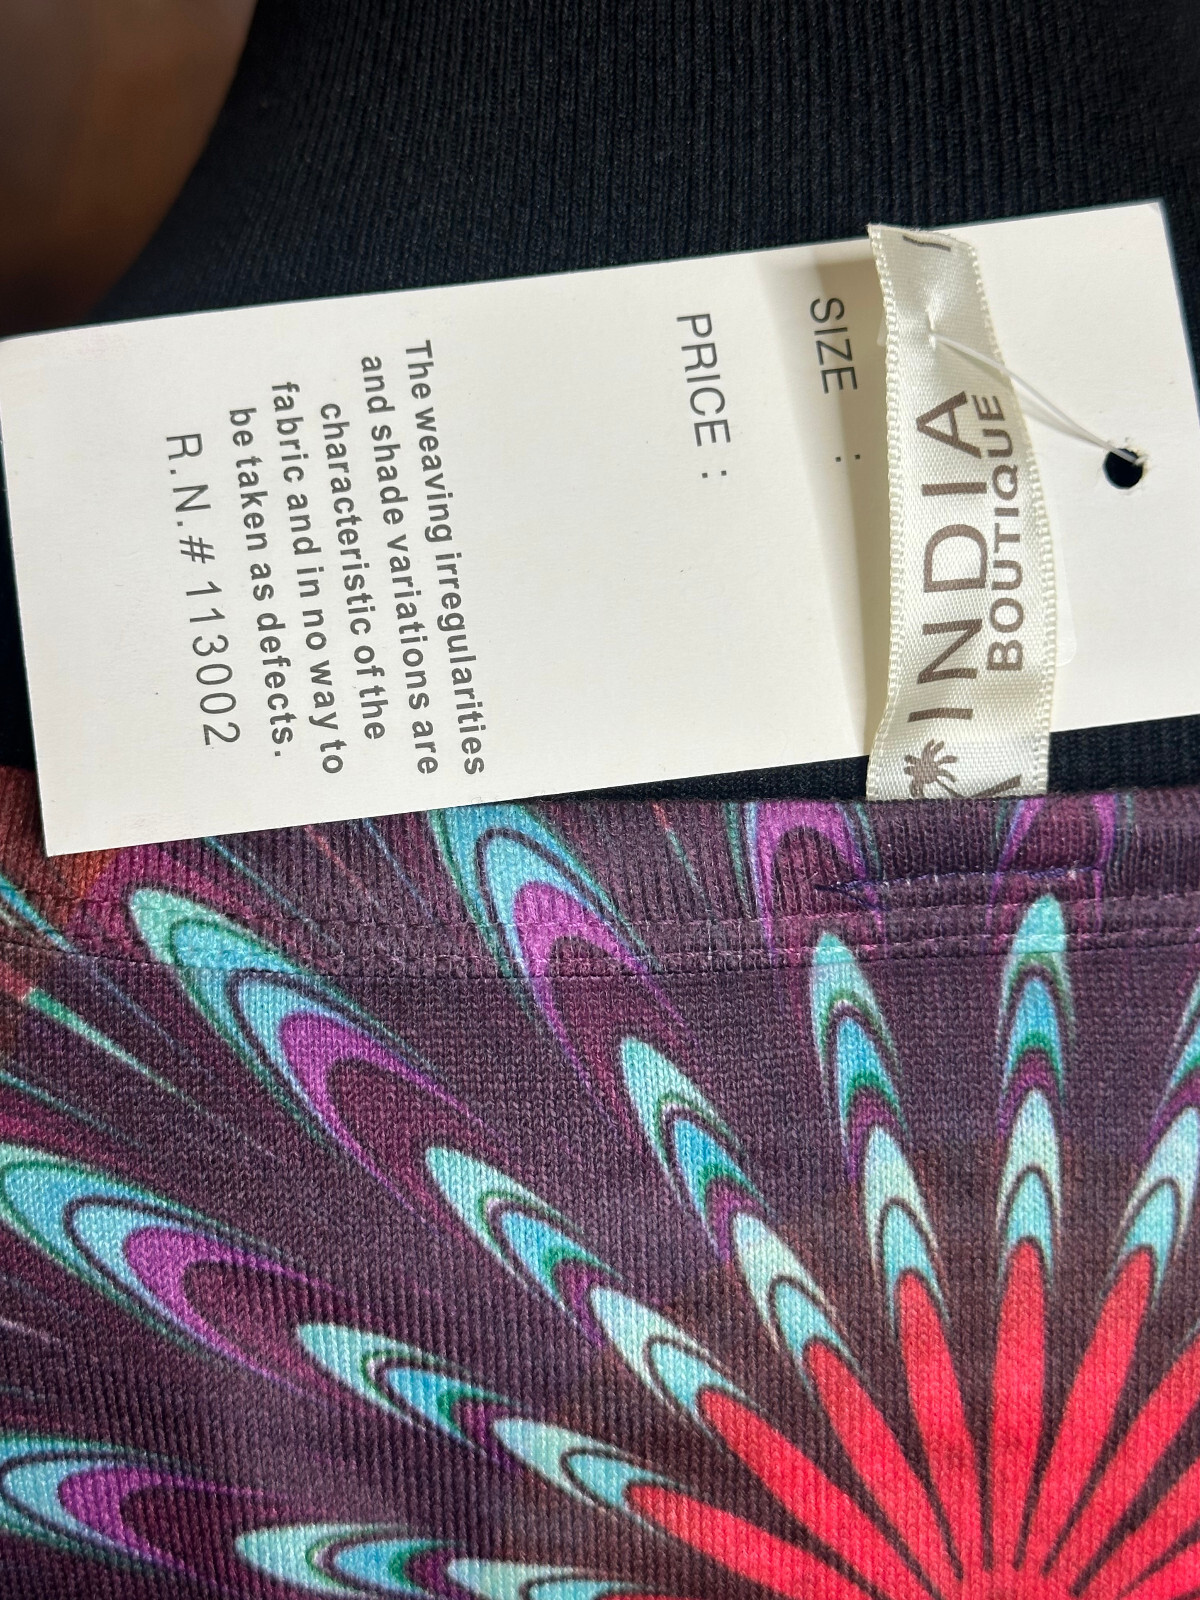 INDIA
BOUTIQUE
SIZE :
PRICE :
The weaving irregularities
and shade variations are
characteristic of the
fabric and in no way to
be taken as defects.
R.N.# 113002